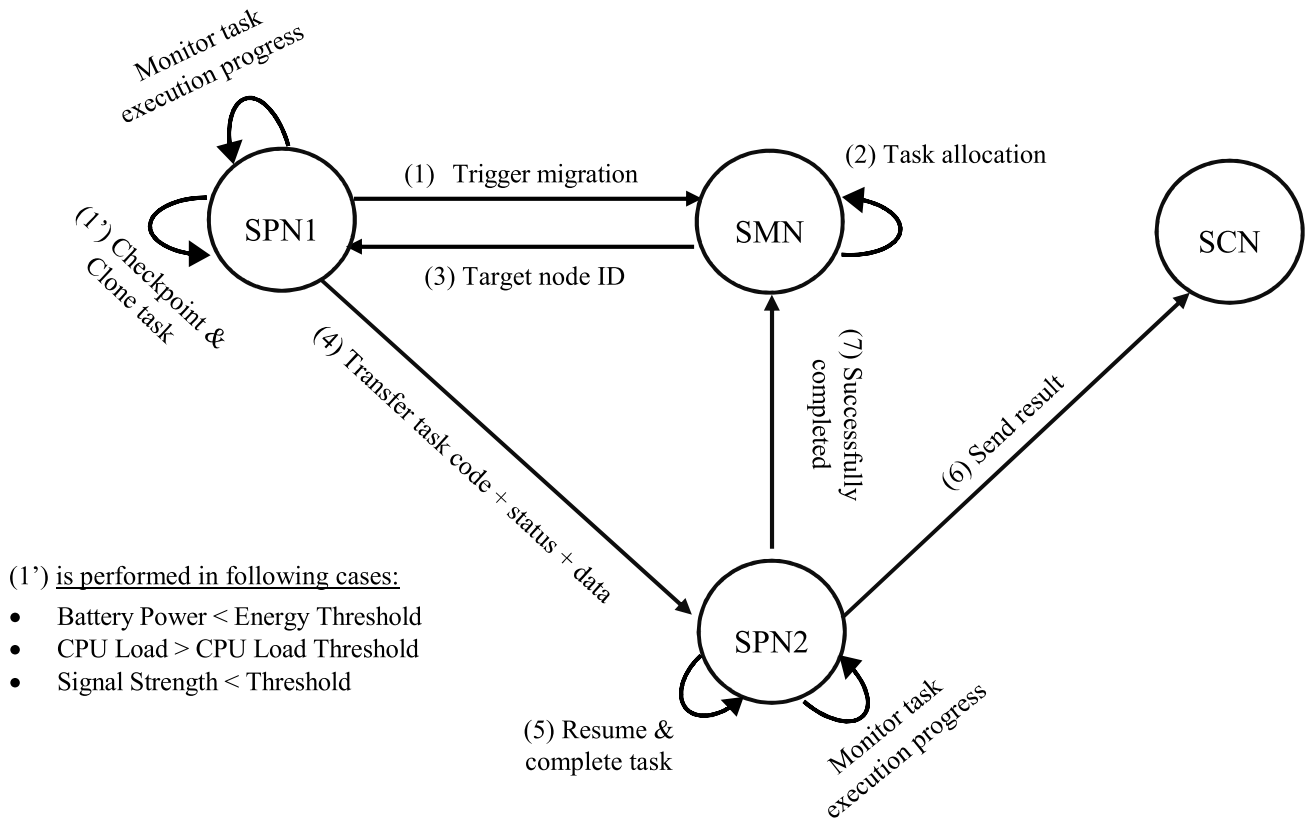 Monitor task
execution progress
(1) Trigger migration
(2) Task allocation
SPN1
SMN
SCN
(1’) Checkpoint &
Clone task
(3) Target node ID
(4) Transfer task code + status + data
(7) Successfully
completed
(6) Send result
(1’) is performed in following cases:
• Battery Power < Energy Threshold
• CPU Load > CPU Load Threshold
• Signal Strength < Threshold
SPN2
(5) Resume &
complete task
Monitor task
execution progress